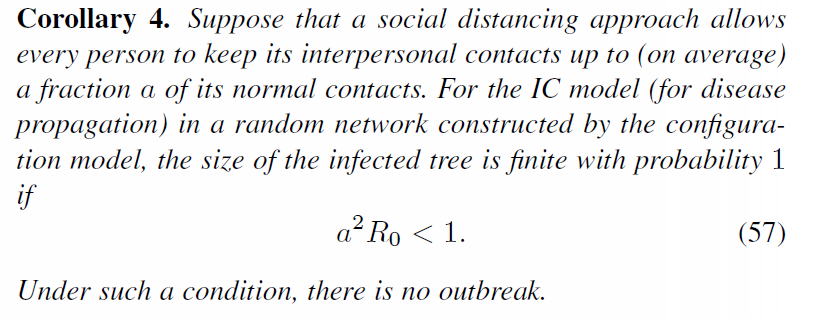 Corollary 4. Suppose that a social distancing approach allows
every person to keep its interpersonal contacts up to (on average)
a fraction a of its normal contacts. For the IC model (for disease
propagation) in a random network constructed by the configura-
tion model, the size of the infected tree is finite with probability 1
if
a² R₀ < 1. (57)
Under such a condition, there is no outbreak.